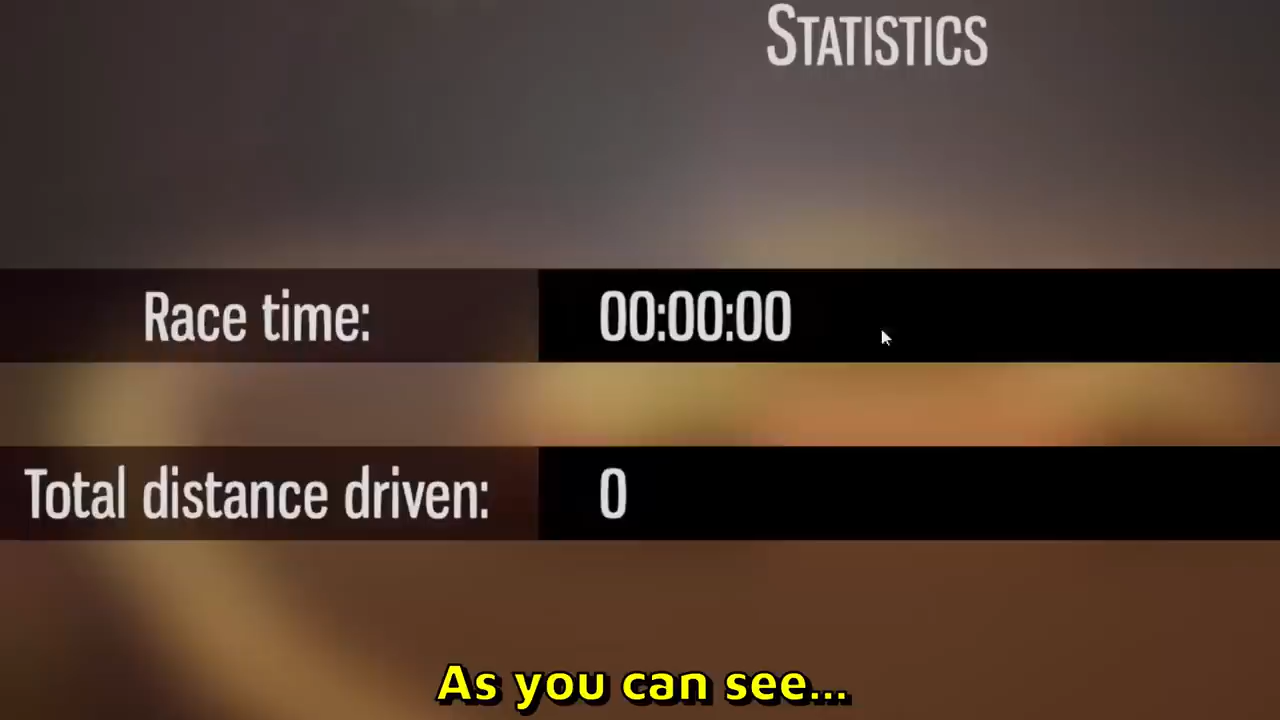 Statistics
Race time: 00:00:00
Total distance driven: 0
As you can see...